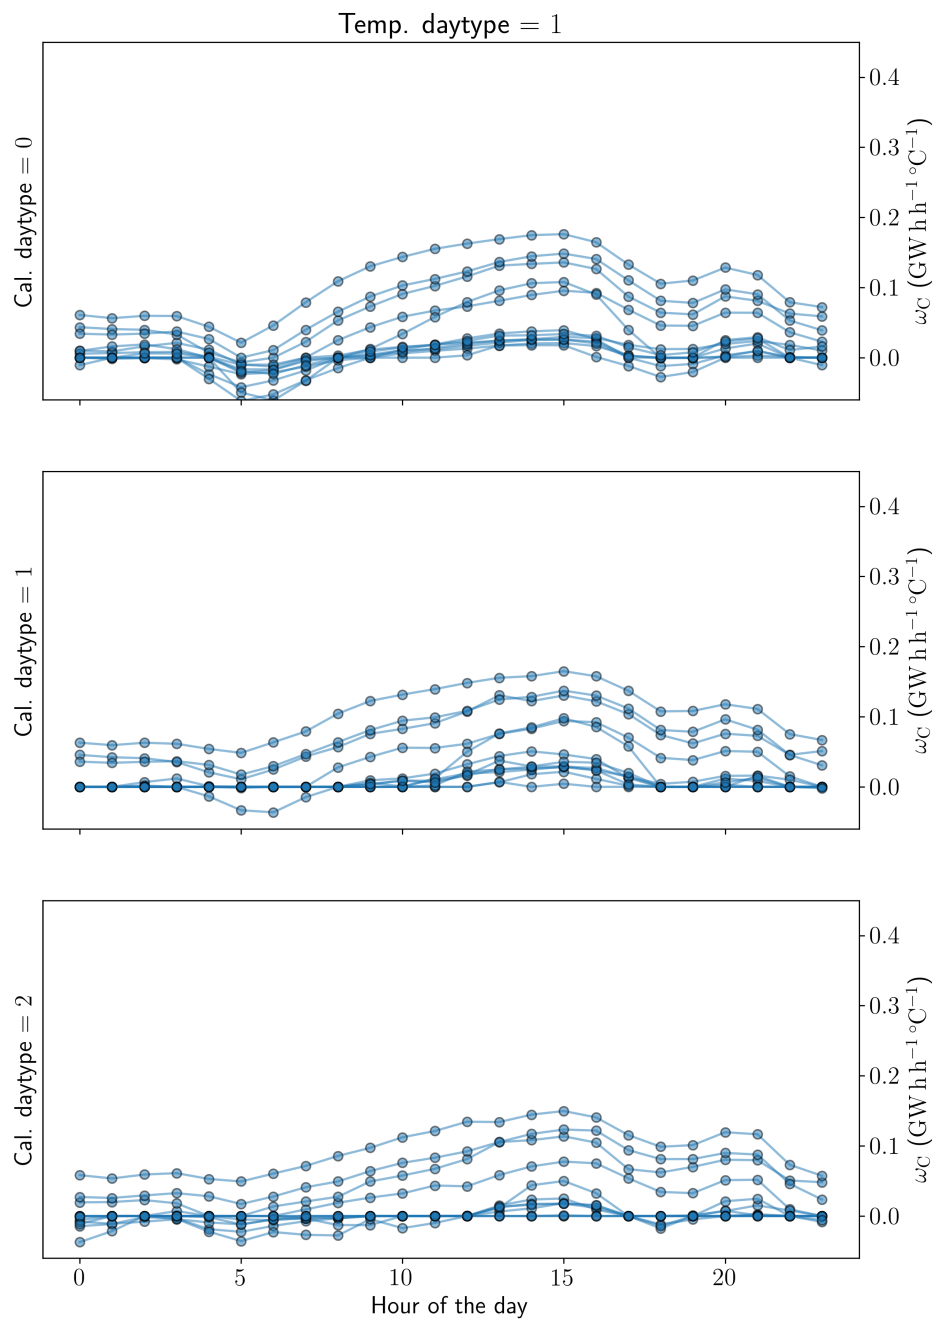 Temp. daytype = 1
Cal. daytype = 0
0.4
0.3
0.2
0.1
0.0
ωC (GW h h−1 °C−1)
Cal. daytype = 1
0.4
0.3
0.2
0.1
0.0
ωC (GW h h−1 °C−1)
Cal. daytype = 2
0.4
0.3
0.2
0.1
0.0
ωC (GW h h−1 °C−1)
0 5 10 15 20
Hour of the day